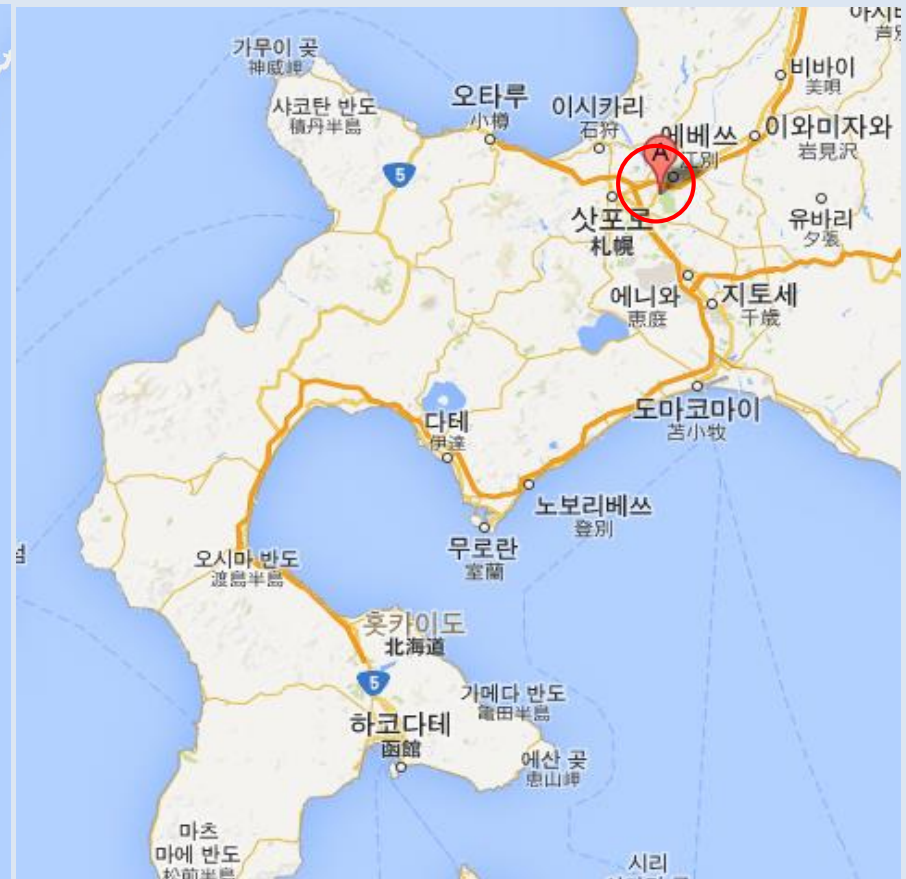 가무이 곶
神威岬
샤코탄 반도
積丹半島
오타루
小樽
이시카리
石狩
비바이
美唄
에베쓰
江別
A
이와미자와
岩見沢
삿포로
札幌
유바리
夕張
에니와
恵庭
지토세
千歳
5
도마코마이
苫小牧
다테
伊達
노보리베쓰
登別
무로란
室蘭
오시마 반도
渡島半島
홋카이도
北海道
5
가메다 반도
亀田半島
하코다테
函館
에산 곶
恵山岬
마츠
마에 반도
松前半島
시리